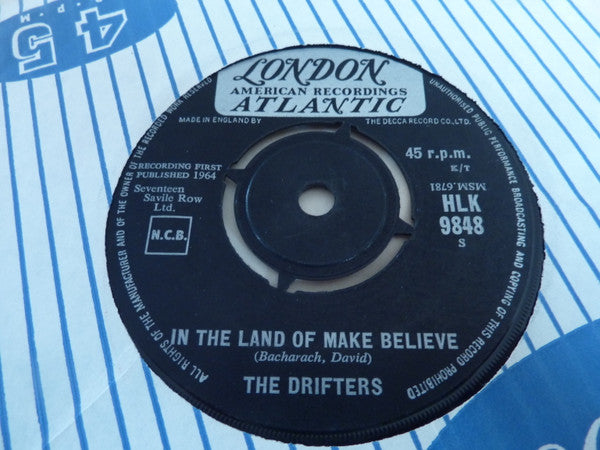 45
R.P.M.
LONDON
AMERICAN RECORDINGS
ATLANTIC
MADE IN ENGLAND BY
THE DECCA RECORD CO., LTD.
RECORDING FIRST
PUBLISHED 1964
Seventeen
Savile Row
Ltd.
N.C.B.
45 r.p.m.
K/T
MSM.6781
HLK
9848
S
IN THE LAND OF MAKE BELIEVE
(Bacharach, David)
THE DRIFTERS
ALL RIGHTS OF THE MANUFACTURER AND OF THE OWNER OF THE RECORDED WORK RESERVED
UNAUTHORISED PUBLIC PERFORMANCE BROADCASTING AND COPYING OF THIS RECORD PROHIBITED